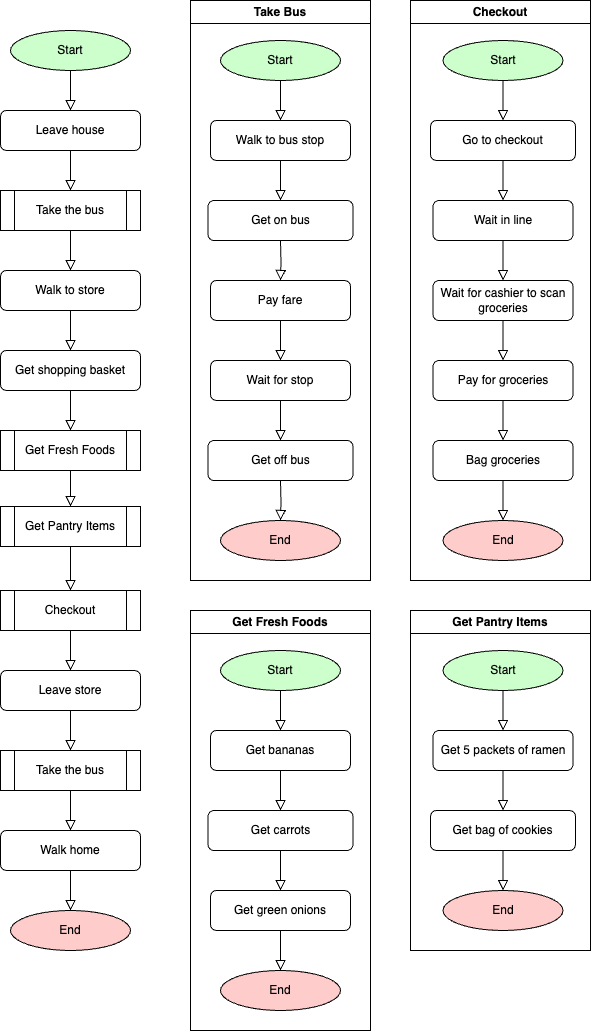 Start
Leave house
Take the bus
Walk to store
Get shopping basket
Get Fresh Foods
Get Pantry Items
Checkout
Leave store
Take the bus
Walk home
End
Take Bus
Start
Walk to bus stop
Get on bus
Pay fare
Wait for stop
Get off bus
End
Checkout
Start
Go to checkout
Wait in line
Wait for cashier to scan
groceries
Pay for groceries
Bag groceries
End
Get Fresh Foods
Start
Get bananas
Get carrots
Get green onions
End
Get Pantry Items
Start
Get 5 packets of ramen
Get bag of cookies
End